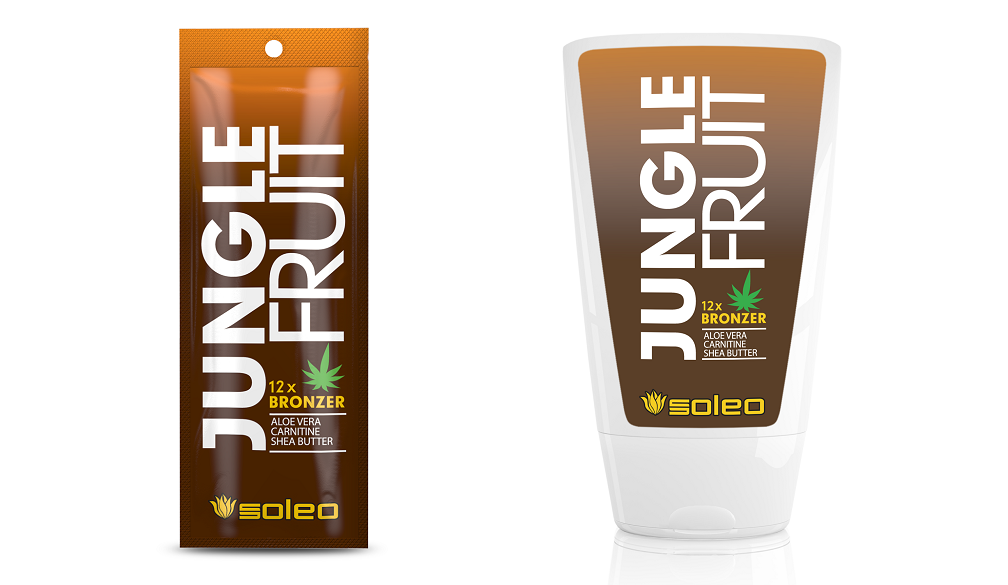 JUNGLE
FRUIT
12 x
BRONZER
ALOE VERA
CARNITINE
SHEA BUTTER
soleo
JUNGLE
FRUIT
12 x
BRONZER
ALOE VERA
CARNITINE
SHEA BUTTER
soleo